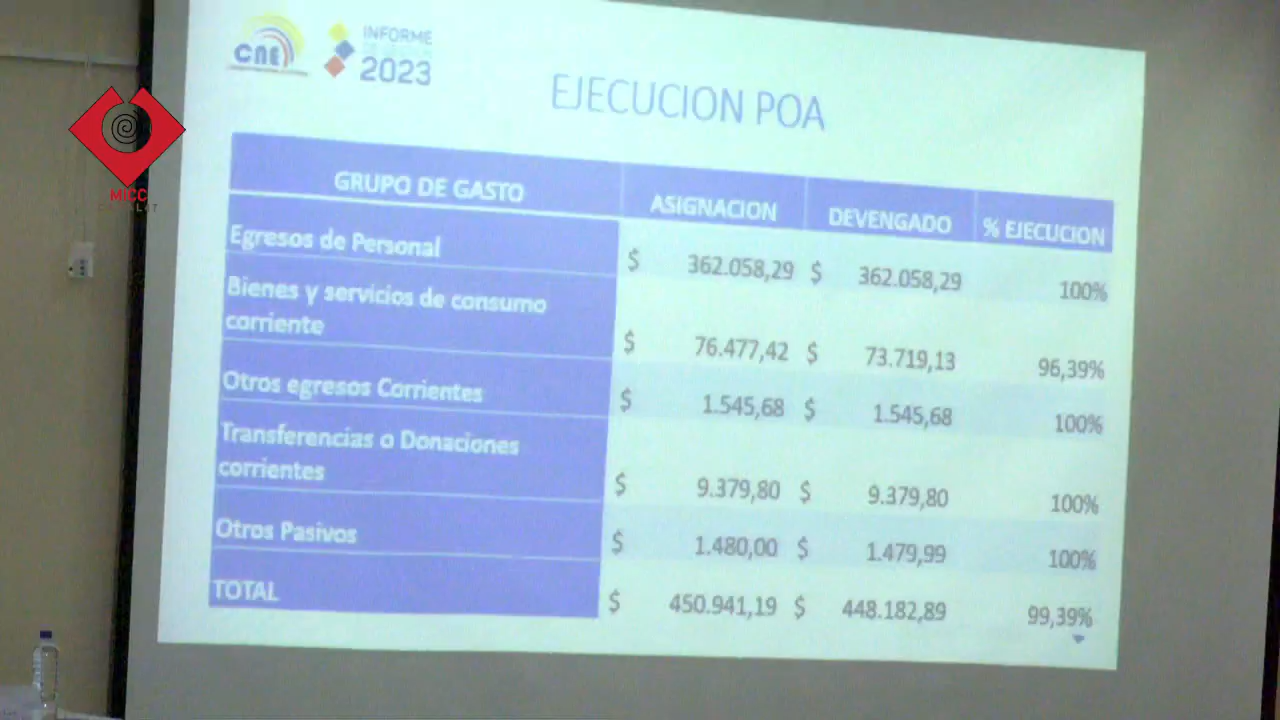 CNE
INFORME
2023
MICC
EJECUCION POA
GRUPO DE GASTO ASIGNACION DEVENGADO % EJECUCION
Egresos de Personal $ 362.058,29 $ 362.058,29 100%
Bienes y servicios de consumo
corriente $ 76.477,42 $ 73.719,13 96,39%
Otros egresos Corrientes $ 1.545,68 $ 1.545,68 100%
Transferencias o Donaciones
corrientes $ 9.379,80 $ 9.379,80 100%
Otros Pasivos $ 1.480,00 $ 1.479,99 100%
TOTAL $ 450.941,19 $ 448.182,89 99,39%